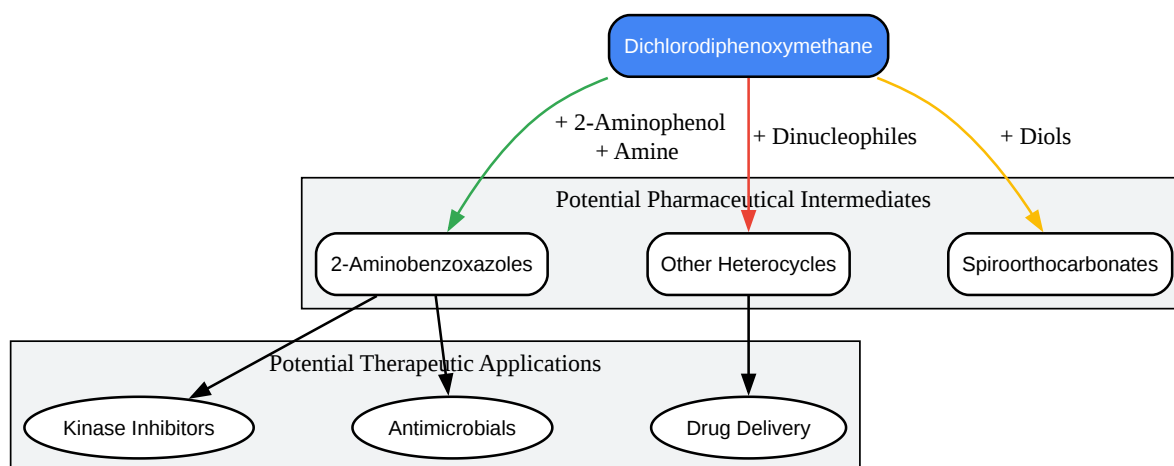 Dichlorodiphenoxymethane
+ 2-Aminophenol
+ Amine
+ Dinucleophiles
+ Diols
Potential Pharmaceutical Intermediates
2-Aminobenzoxazoles
Other Heterocycles
Spiroorthocarbonates
Potential Therapeutic Applications
Kinase Inhibitors
Antimicrobials
Drug Delivery